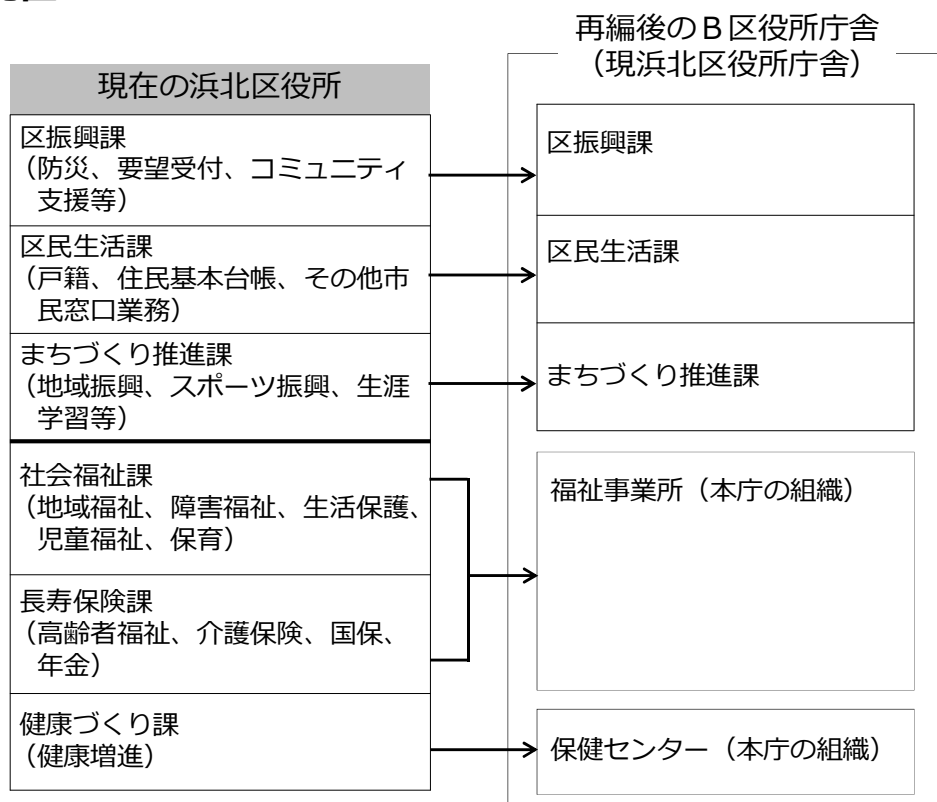 再編後のB区役所庁舎
（現浜北区役所庁舎）
現在の浜北区役所
区振興課
（防災、要望受付、コミュニティ
支援等）
区民生活課
（戸籍、住民基本台帳、その他市
民窓口業務）
まちづくり推進課
（地域振興、スポーツ振興、生涯
学習等）
社会福祉課
（地域福祉、障害福祉、生活保護、
児童福祉、保育）
長寿保険課
（高齢者福祉、介護保険、国保、
年金）
健康づくり課
（健康増進）
区振興課
区民生活課
まちづくり推進課
福祉事業所（本庁の組織）
保健センター（本庁の組織）